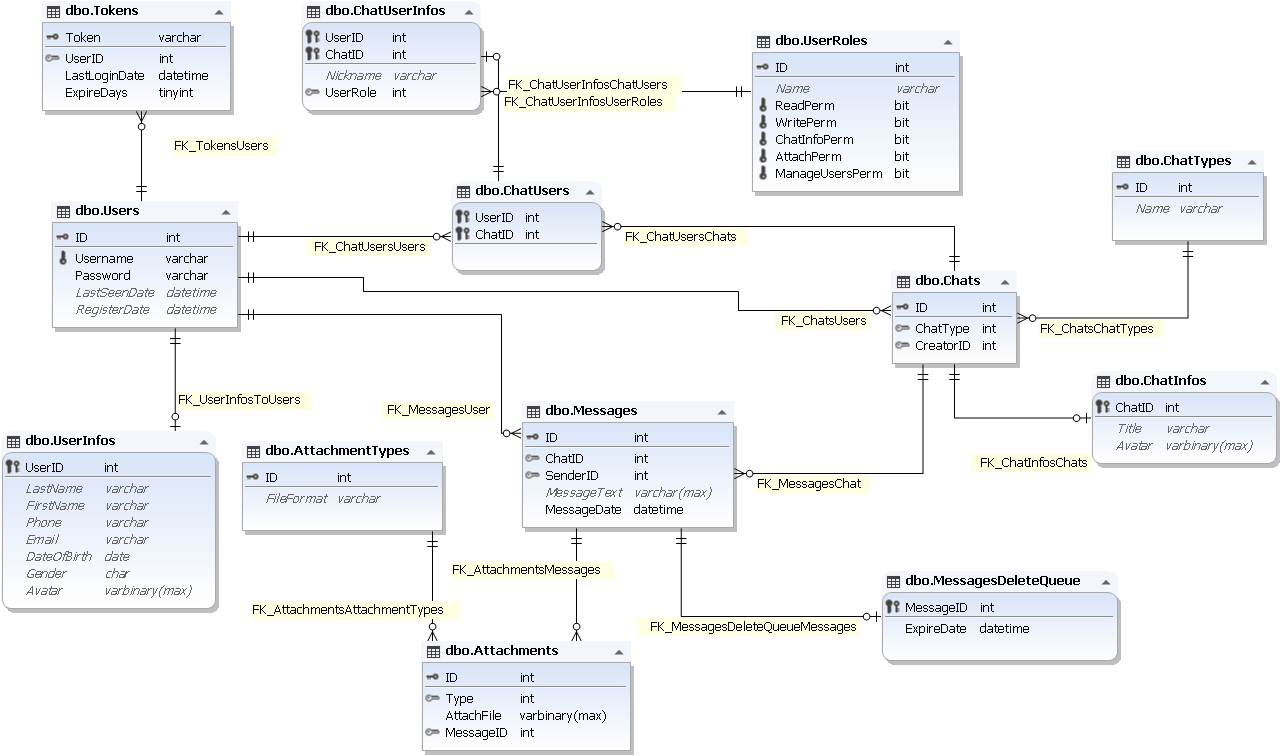 dbo.Tokens
Token varchar
UserID int
LastLoginDate datetime
ExpireDays tinyint
dbo.ChatUserInfos
UserID int
ChatID int
Nickname varchar
UserRole int
dbo.UserRoles
ID int
Name varchar
ReadPerm bit
WritePerm bit
ChatInfoPerm bit
AttachPerm bit
ManageUsersPerm bit
FK_ChatUserInfosChatUsers
FK_ChatUserInfosUserRoles
FK_TokensUsers
dbo.ChatTypes
ID int
Name varchar
dbo.Users
ID int
Username varchar
Password varchar
LastSeenDate datetime
RegisterDate datetime
dbo.ChatUsers
UserID int
ChatID int
FK_ChatUsersUsers
FK_ChatUsersChats
dbo.Chats
ID int
ChatType int
CreatorID int
FK_ChatsUsers
FK_ChatsChatTypes
dbo.ChatInfos
ChatID int
Title varchar
Avatar varbinary(max)
FK_UserInfosToUsers
FK_MessagesUser
dbo.Messages
ID int
ChatID int
SenderID int
MessageText varchar(max)
MessageDate datetime
FK_ChatInfosChats
FK_MessagesChat
dbo.UserInfos
UserID int
LastName varchar
FirstName varchar
Phone varchar
Email varchar
DateOfBirth date
Gender char
Avatar varbinary(max)
dbo.AttachmentTypes
ID int
FileFormat varchar
FK_AttachmentsMessages
FK_AttachmentsAttachmentTypes
FK_MessagesDeleteQueueMessages
dbo.MessagesDeleteQueue
MessageID int
ExpireDate datetime
dbo.Attachments
ID int
Type int
AttachFile varbinary(max)
MessageID int